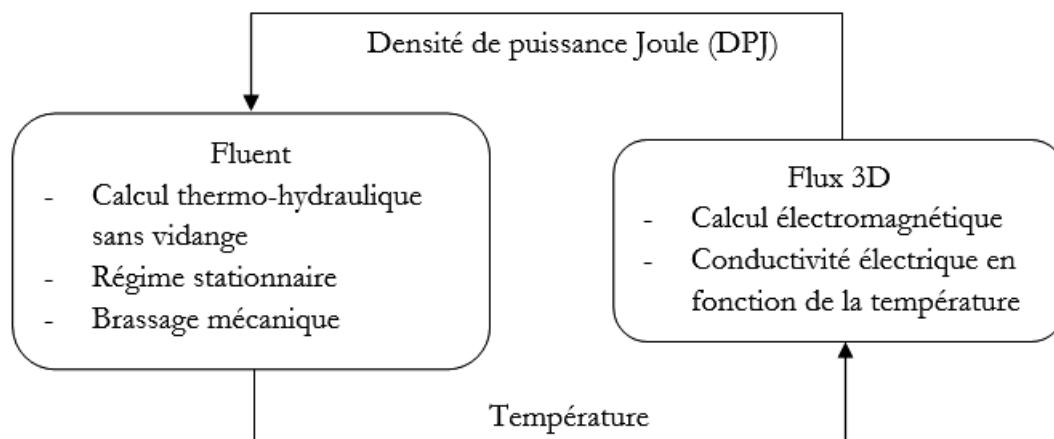 Densité de puissance Joule (DPJ)
Fluent
- Calcul thermo-hydraulique
sans vidange
- Régime stationnaire
- Brassage mécanique
Flux 3D
- Calcul électromagnétique
- Conductivité électrique en
fonction de la température
Température